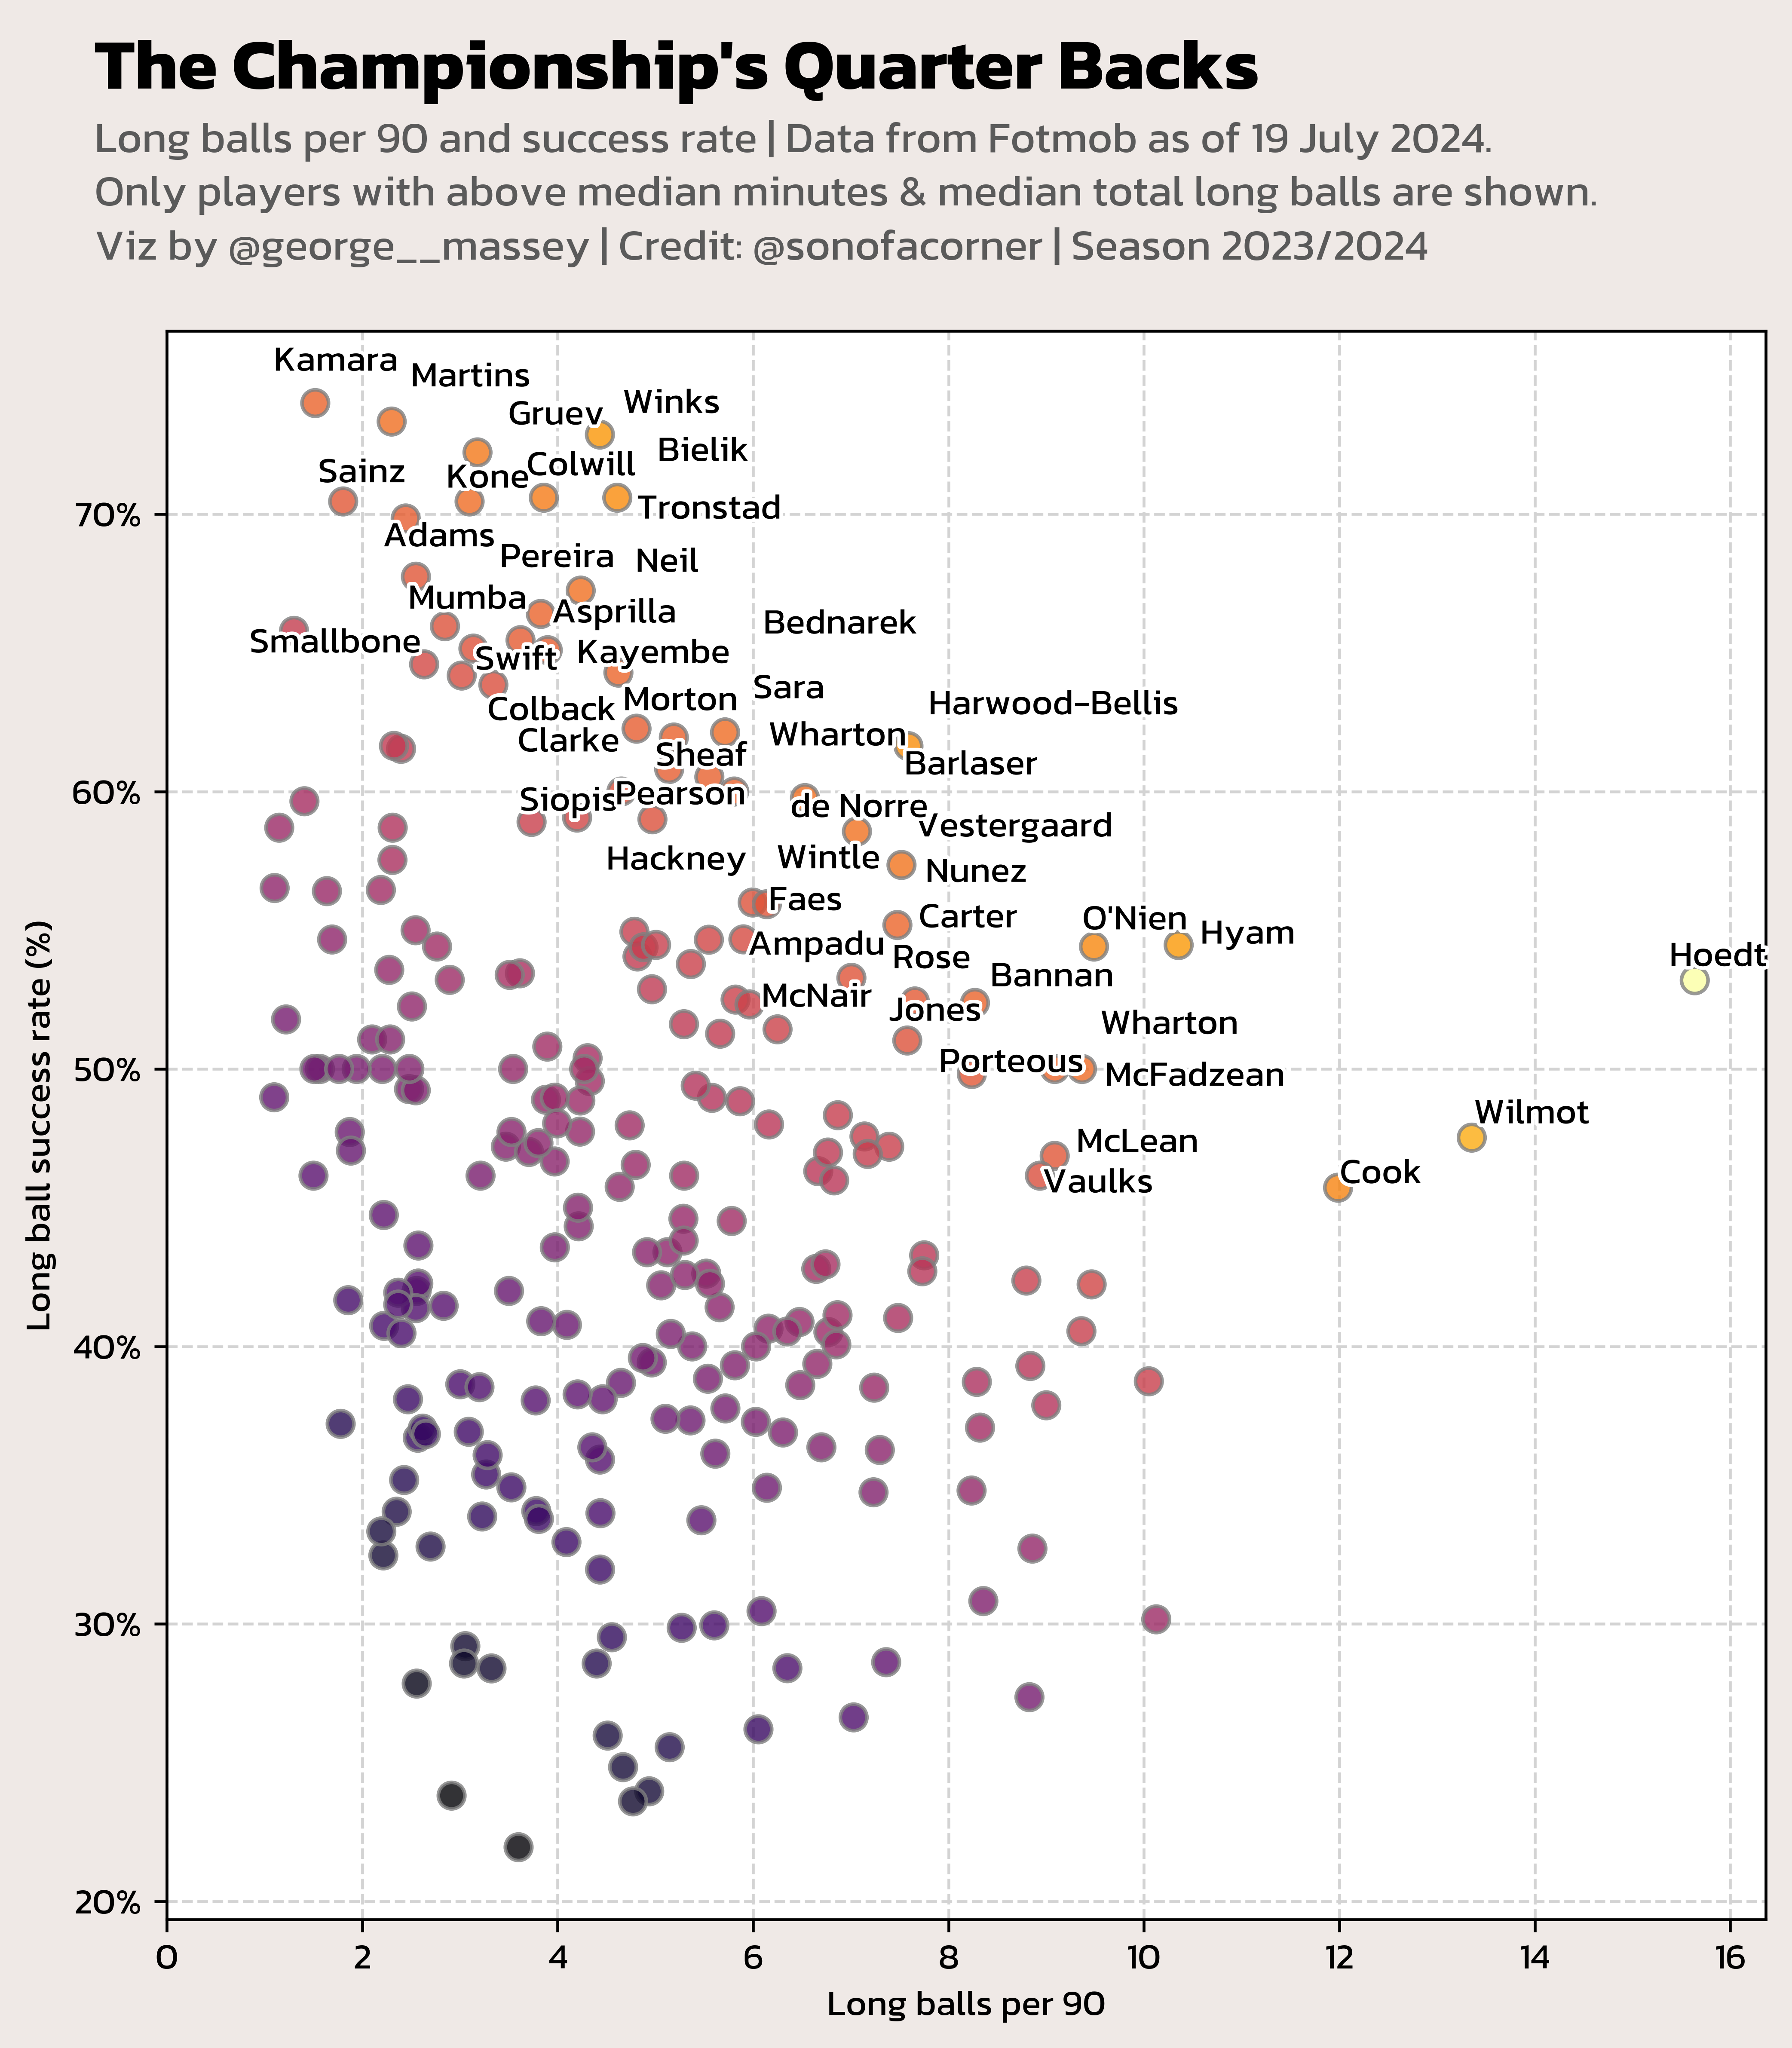 The Championship's Quarter Backs
Long balls per 90 and success rate | Data from Fotmob as of 19 July 2024.
Only players with above median minutes & median total long balls are shown.
Viz by @george__massey | Credit: @sonofacorner | Season 2023/2024
Kamara
Martins
Winks
Gruev
Bielik
Colwill
Sainz
Kone
Tronstad
70%
Adams
Pereira
Neil
Mumba
Asprilla
Bednarek
Smallbone
Kayembe
Swift
Sara
Morton
Harwood-Bellis
Colback
Wharton
Clarke
Sheaf
Barlaser
60%
Pearson
Siopis
de Norre
Vestergaard
Wintle
Hackney
Nunez
Faes
Carter
O'Nien
Hyam
Ampadu
Hoedt
Rose
Bannan
McNair
Jones
Wharton
50%
Porteous
McFadzean
Wilmot
McLean
Cook
Vaulks
40%
30%
20%
Long ball success rate (%)
0
2
4
6
8
10
12
14
16
Long balls per 90